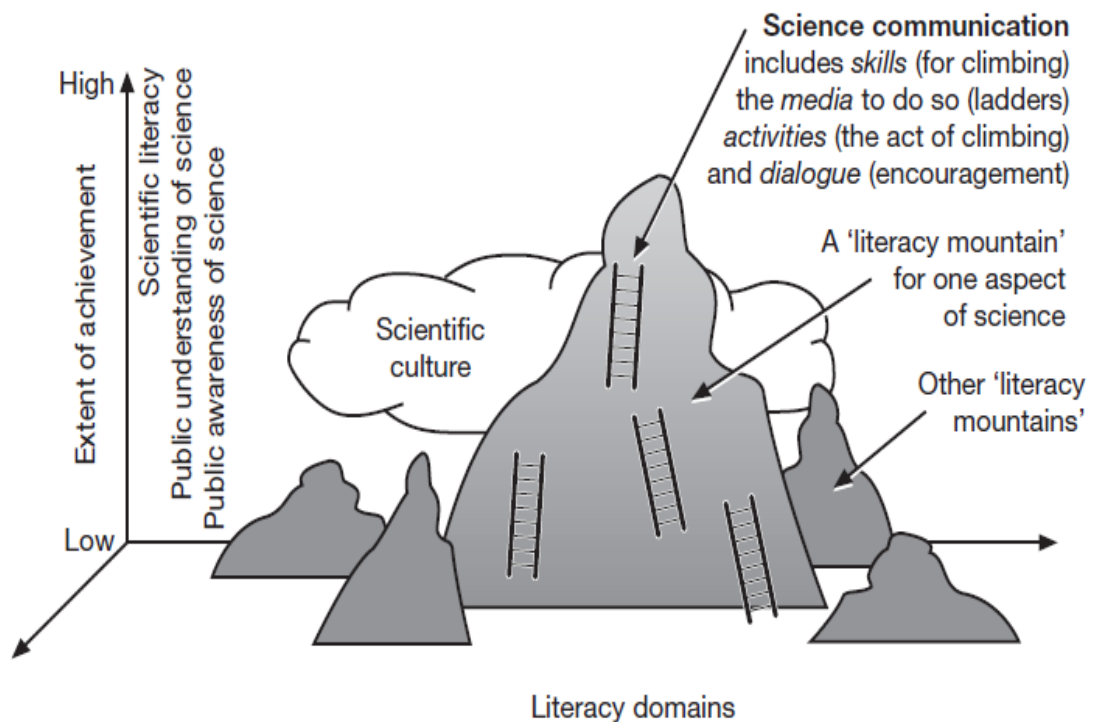 Science communication
includes skills (for climbing)
the media to do so (ladders)
activities (the act of climbing)
and dialogue (encouragement)
High
Extent of achievement
Scientific literacy
Public understanding of science
Public awareness of science
A ‘literacy mountain’
for one aspect
of science
Scientific
culture
Other ‘literacy
mountains’
Low
Literacy domains